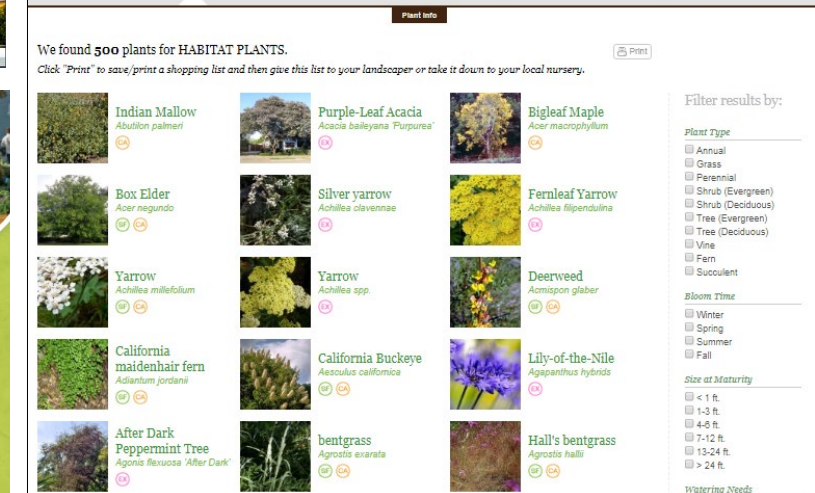 Plant Info
We found 500 plants for HABITAT PLANTS.
Print
Click "Print" to save/print a shopping list and then give this list to your landscaper or take it down to your local nursery.
Indian Mallow
Abutilon palmeri
CA
Purple-Leaf Acacia
Acacia baileyana 'Purpurea'
EX
Bigleaf Maple
Acer macrophyllum
CA
Box Elder
Acer negundo
SF CA
Silver yarrow
Achillea clavennae
EX
Fernleaf Yarrow
Achillea filipendulina
EX
Yarrow
Achillea millefolium
SF CA
Yarrow
Achillea spp.
EX
Deerweed
Acmispon glaber
SF CA
California
maidenhair fern
Adiantum jordanii
SF CA
California Buckeye
Aesculus californica
SF CA
Lily-of-the-Nile
Agapanthus hybrids
EX
After Dark
Peppermint Tree
Agonis flexuosa 'After Dark'
EX
bentgrass
Agrostis exarata
SF CA
Hall's bentgrass
Agrostis hallii
SF CA
Filter results by:
Plant Type
Annual
Grass
Perennial
Shrub (Evergreen)
Shrub (Deciduous)
Tree (Evergreen)
Tree (Deciduous)
Vine
Fern
Succulent
Bloom Time
Winter
Spring
Summer
Fall
Size at Maturity
< 1 ft.
1-3 ft.
4-6 ft.
7-12 ft.
13-24 ft.
> 24 ft.
Watering Needs